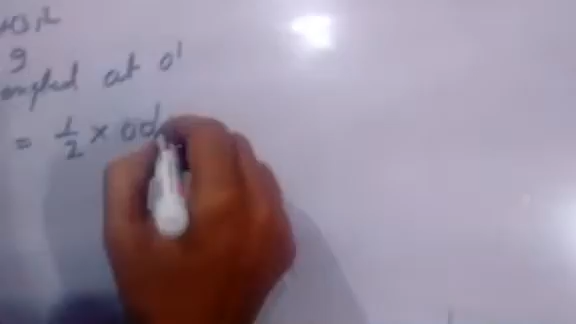 9
angled at o'
= 1/2 × od